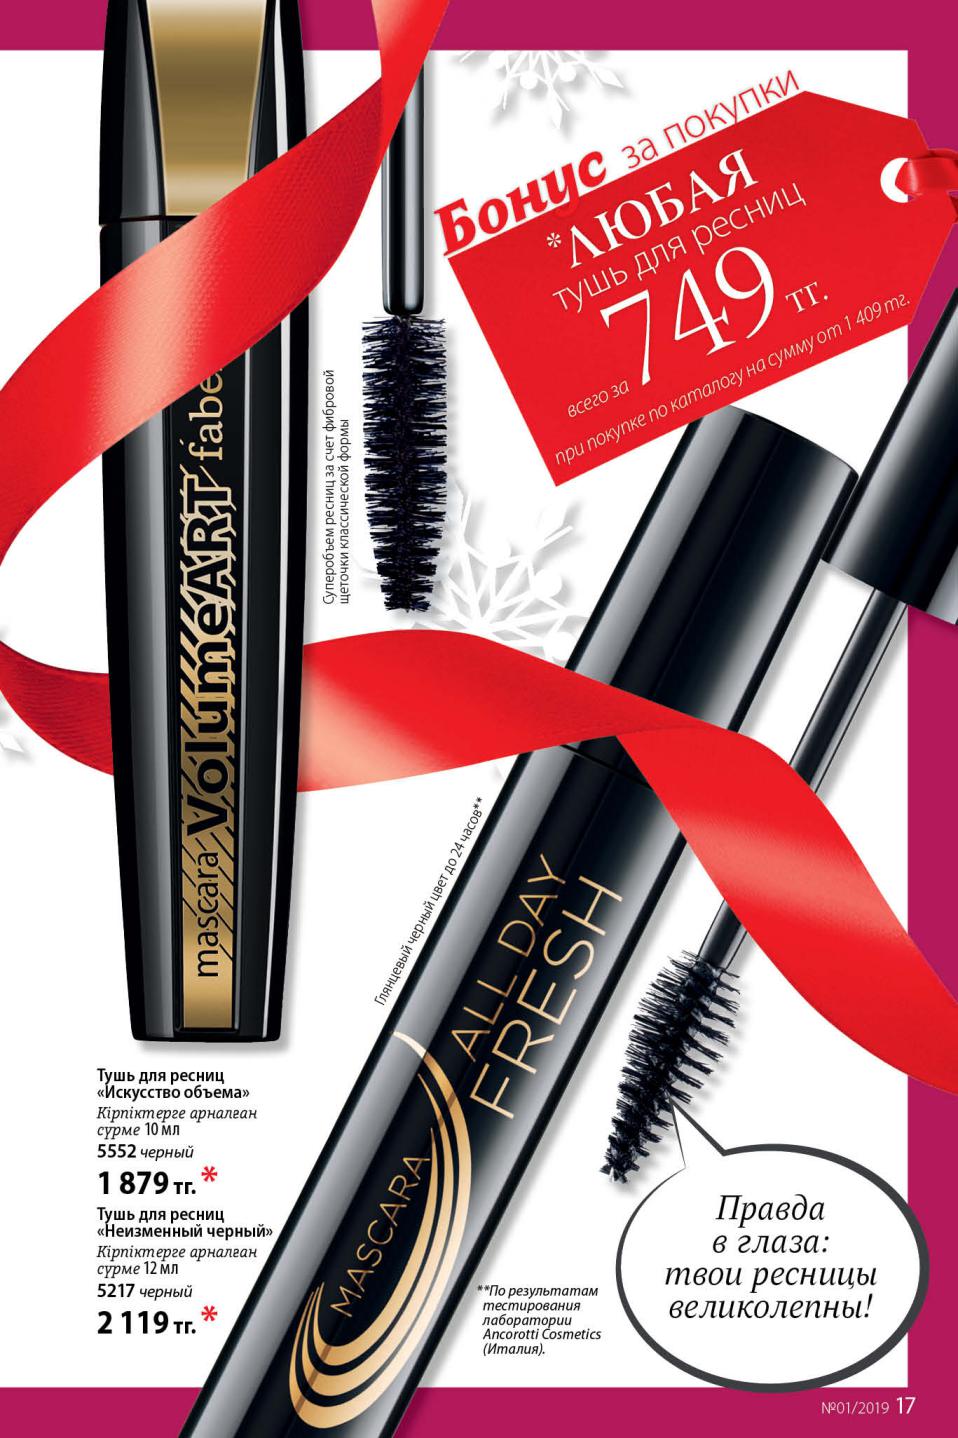 Бонус за покупки
*ЛЮБАЯ
тушь для ресниц
всего за 749 тг.
при покупке по каталогу на сумму от 1 409 тг.
Суперобъем ресниц за счет фибровой
щеточки классической формы
mascara VolumeART fabe
Глянцевый черный цвет до 24 часов**
ALL DAY
FRESH
MASCARA
Тушь для ресниц
«Искусство объема»
Кірпіктерге арналған
сүрме 10 мл
5552 черный
1 879 тг.*
Тушь для ресниц
«Неизменный черный»
Кірпіктерге арналған
сүрме 12 мл
5217 черный
2 119 тг.*
**По результатам
тестирования
лаборатории
Ancorotti Cosmetics
(Италия).
Правда
в глаза:
твои ресницы
великолепны!
№01/2019 17